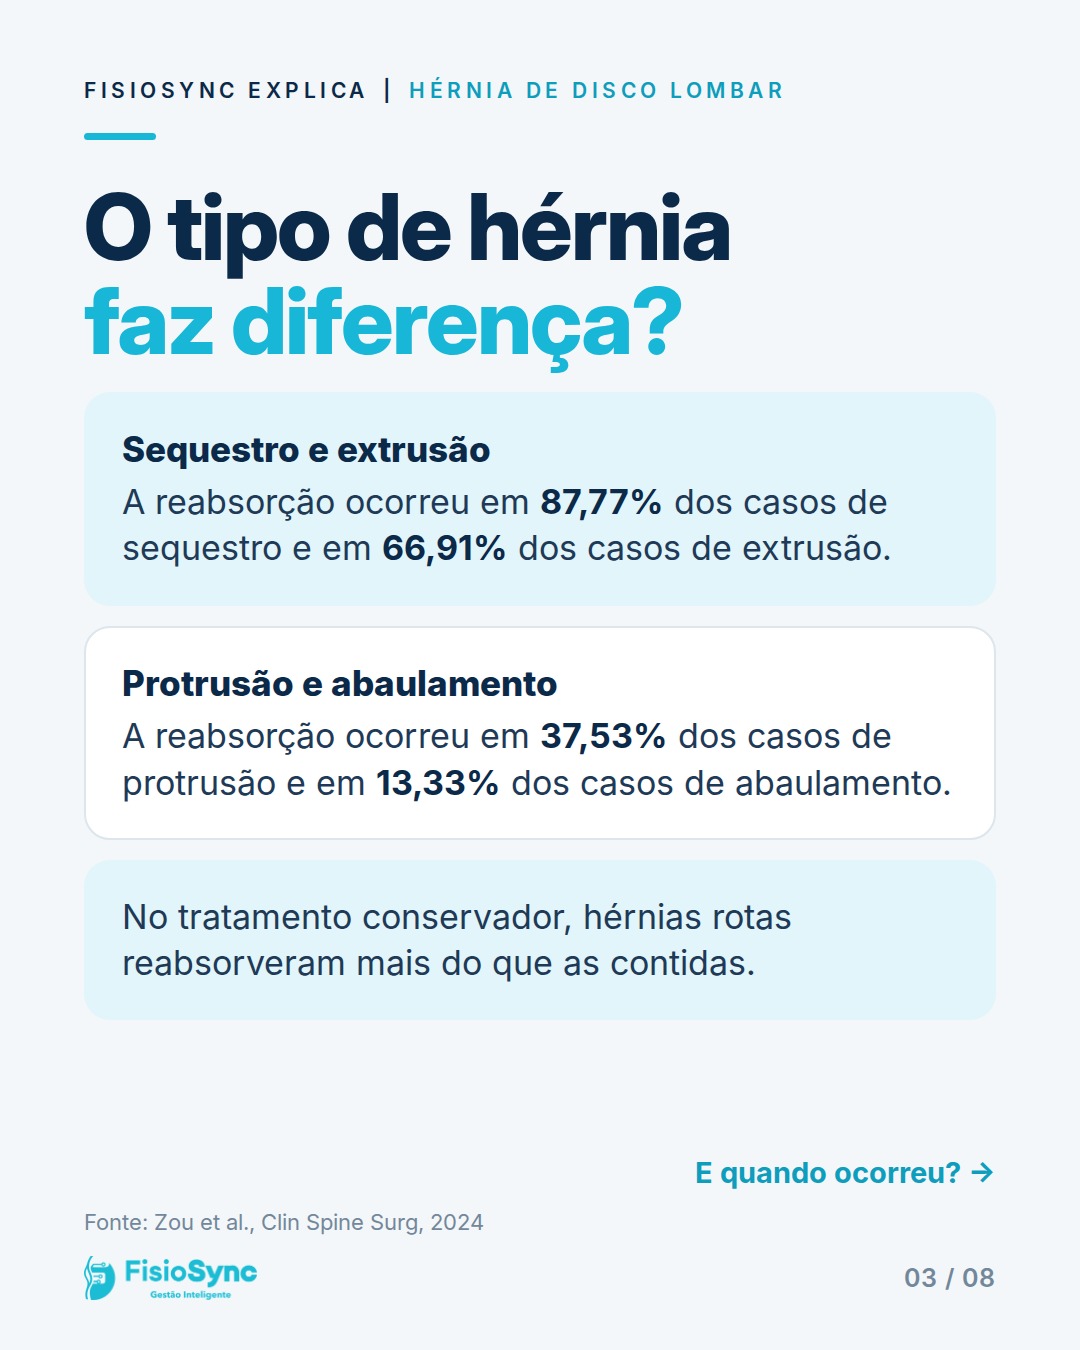 FISIOSYNC EXPLICA | HÉRNIA DE DISCO LOMBAR
O tipo de hérnia
faz diferença?
Sequestro e extrusão
A reabsorção ocorreu em 87,77% dos casos de
sequestro e em 66,91% dos casos de extrusão.
Protrusão e abaulamento
A reabsorção ocorreu em 37,53% dos casos de
protrusão e em 13,33% dos casos de abaulamento.
No tratamento conservador, hérnias rotas
reabsorveram mais do que as contidas.
E quando ocorreu? →
Fonte: Zou et al., Clin Spine Surg, 2024
FisioSync
Gestão Inteligente
03 / 08